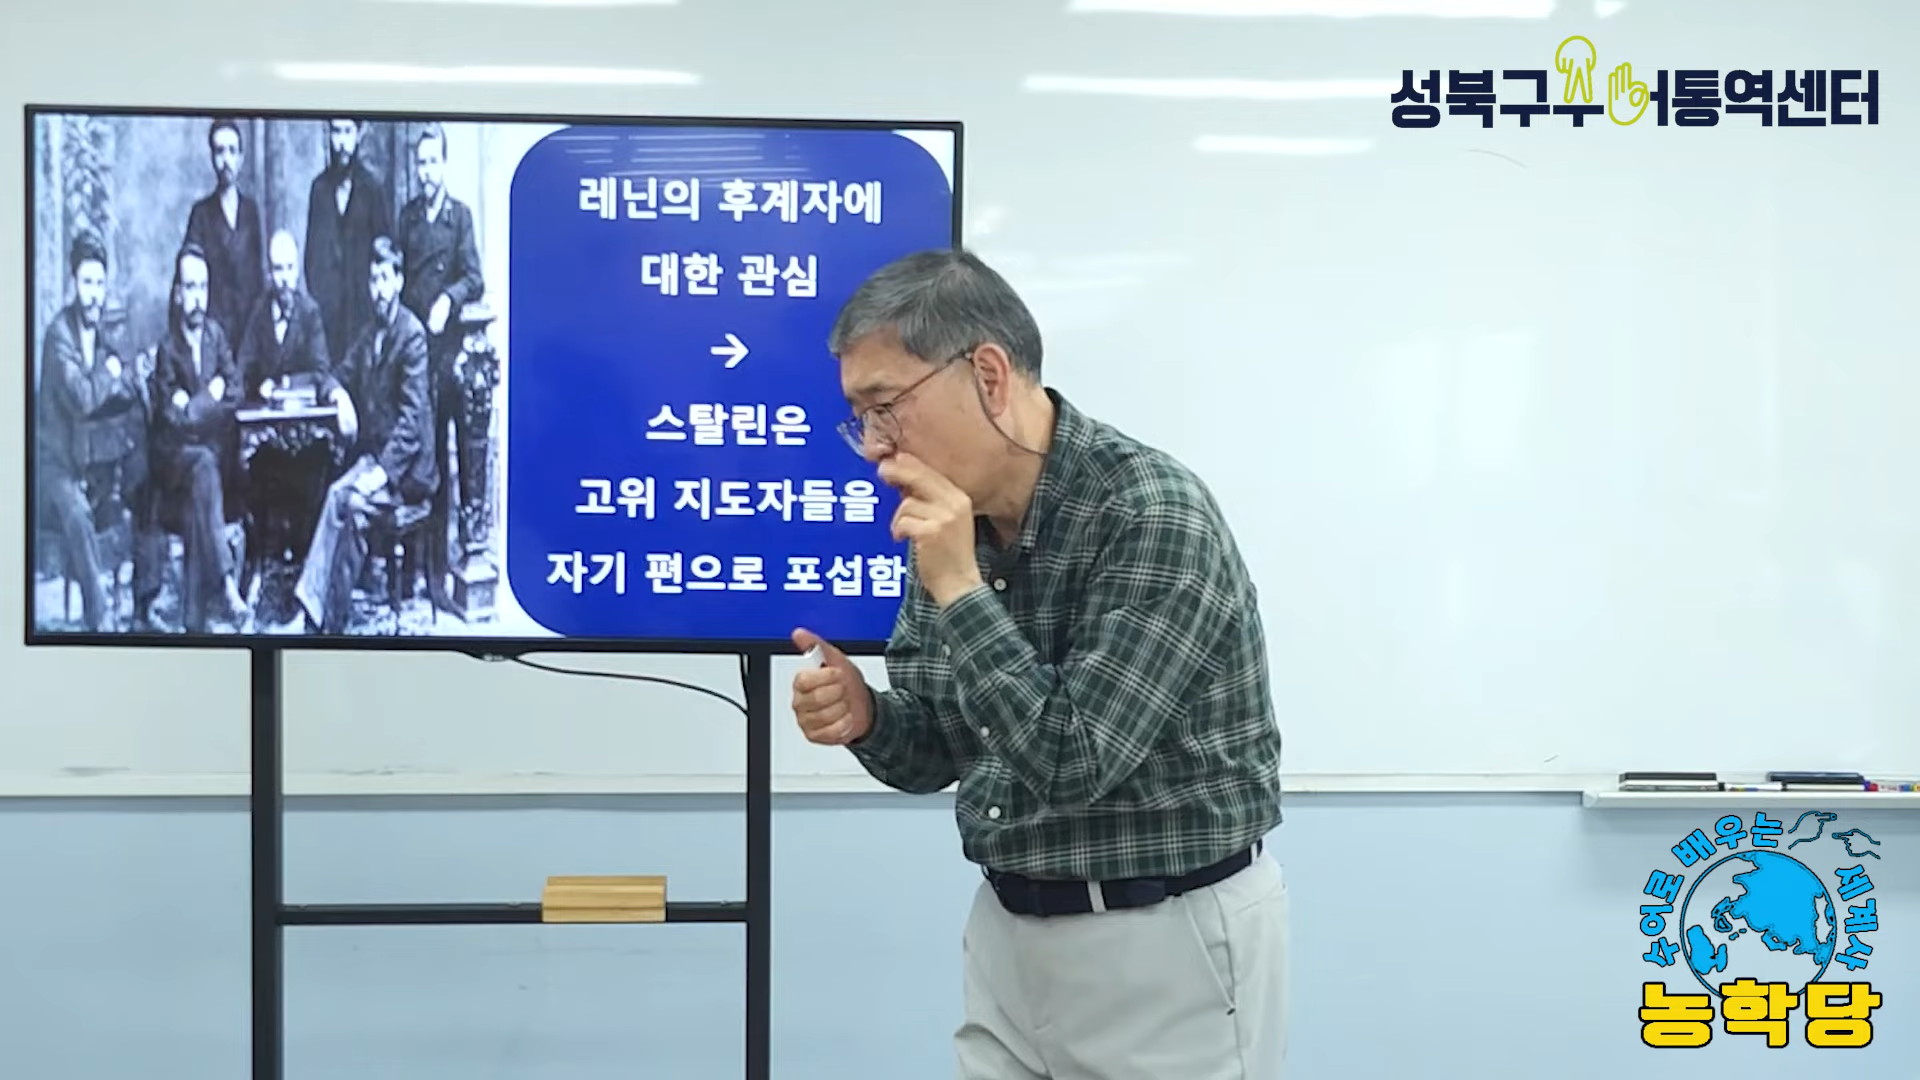 성북구수어통역센터
레닌의 후계자에
대한 관심
→
스탈린은
고위 지도자들을
자기 편으로 포섭함
수어로 배우는 세계사
농학당